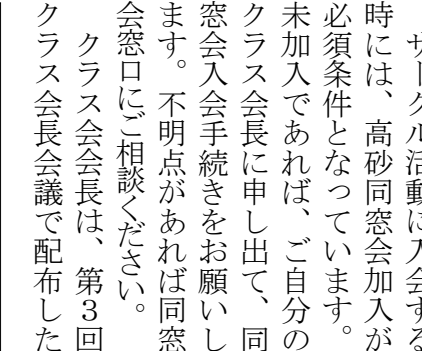 サークル活動に入会する
時には、高砂同窓会加入が
必須条件となっています。
未加入であれば、ご自分の
クラス会長に申し出て、同
窓会入会手続きをお願いし
ます。不明点があれば同窓
会窓口にご相談ください。
クラス会会長は、第３回
クラス会長会議で配布した